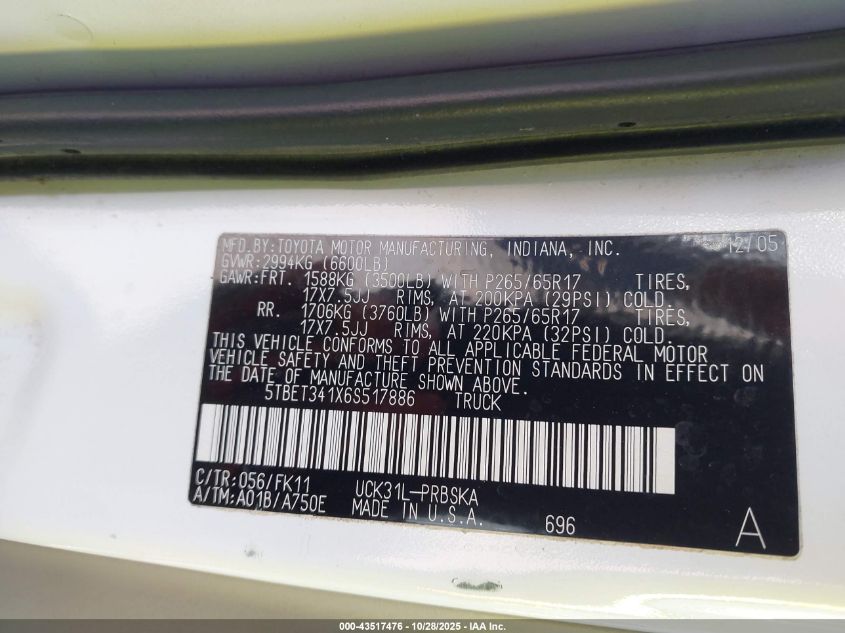 MFD.BY:TOYOTA MOTOR MANUFACTURING, INDIANA, INC. 12/05
GVWR:2994KG (6600LB)
GAWR:FRT. 1588KG (3500LB) WITH P265/65R17 TIRES,
17X7.5JJ RIMS, AT 200KPA (29PSI) COLD.
RR. 1706KG (3760LB) WITH P265/65R17 TIRES,
17X7.5JJ RIMS, AT 220KPA (32PSI) COLD.
THIS VEHICLE CONFORMS TO ALL APPLICABLE FEDERAL MOTOR
VEHICLE SAFETY AND THEFT PREVENTION STANDARDS IN EFFECT ON
THE DATE OF MANUFACTURE SHOWN ABOVE.
5TBET341X6S517886 TRUCK
C/TR:056/FK11 UCK31L-PRBSKA
A/TM:A01B/A750E MADE IN U.S.A. 696 A
000-43517476 - 10/28/2025 - IAA Inc.